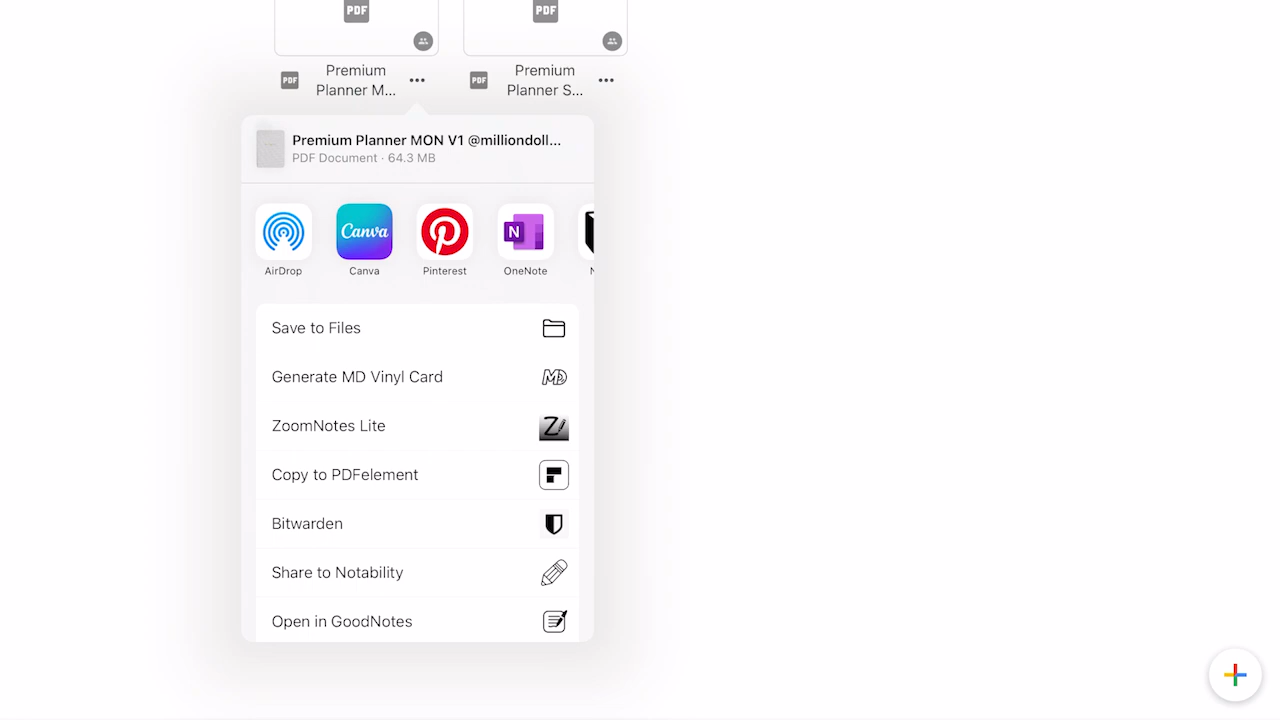 PDF
PDF
PDF
Premium
Planner M...
PDF
Premium
Planner S...
Premium Planner MON V1 @milliondoll...
PDF Document · 64.3 MB
Canva
N
AirDrop
Canva
Pinterest
OneNote
Save to Files
Generate MD Vinyl Card
MD
ZoomNotes Lite
Z
Copy to PDFelement
Bitwarden
Share to Notability
Open in GoodNotes